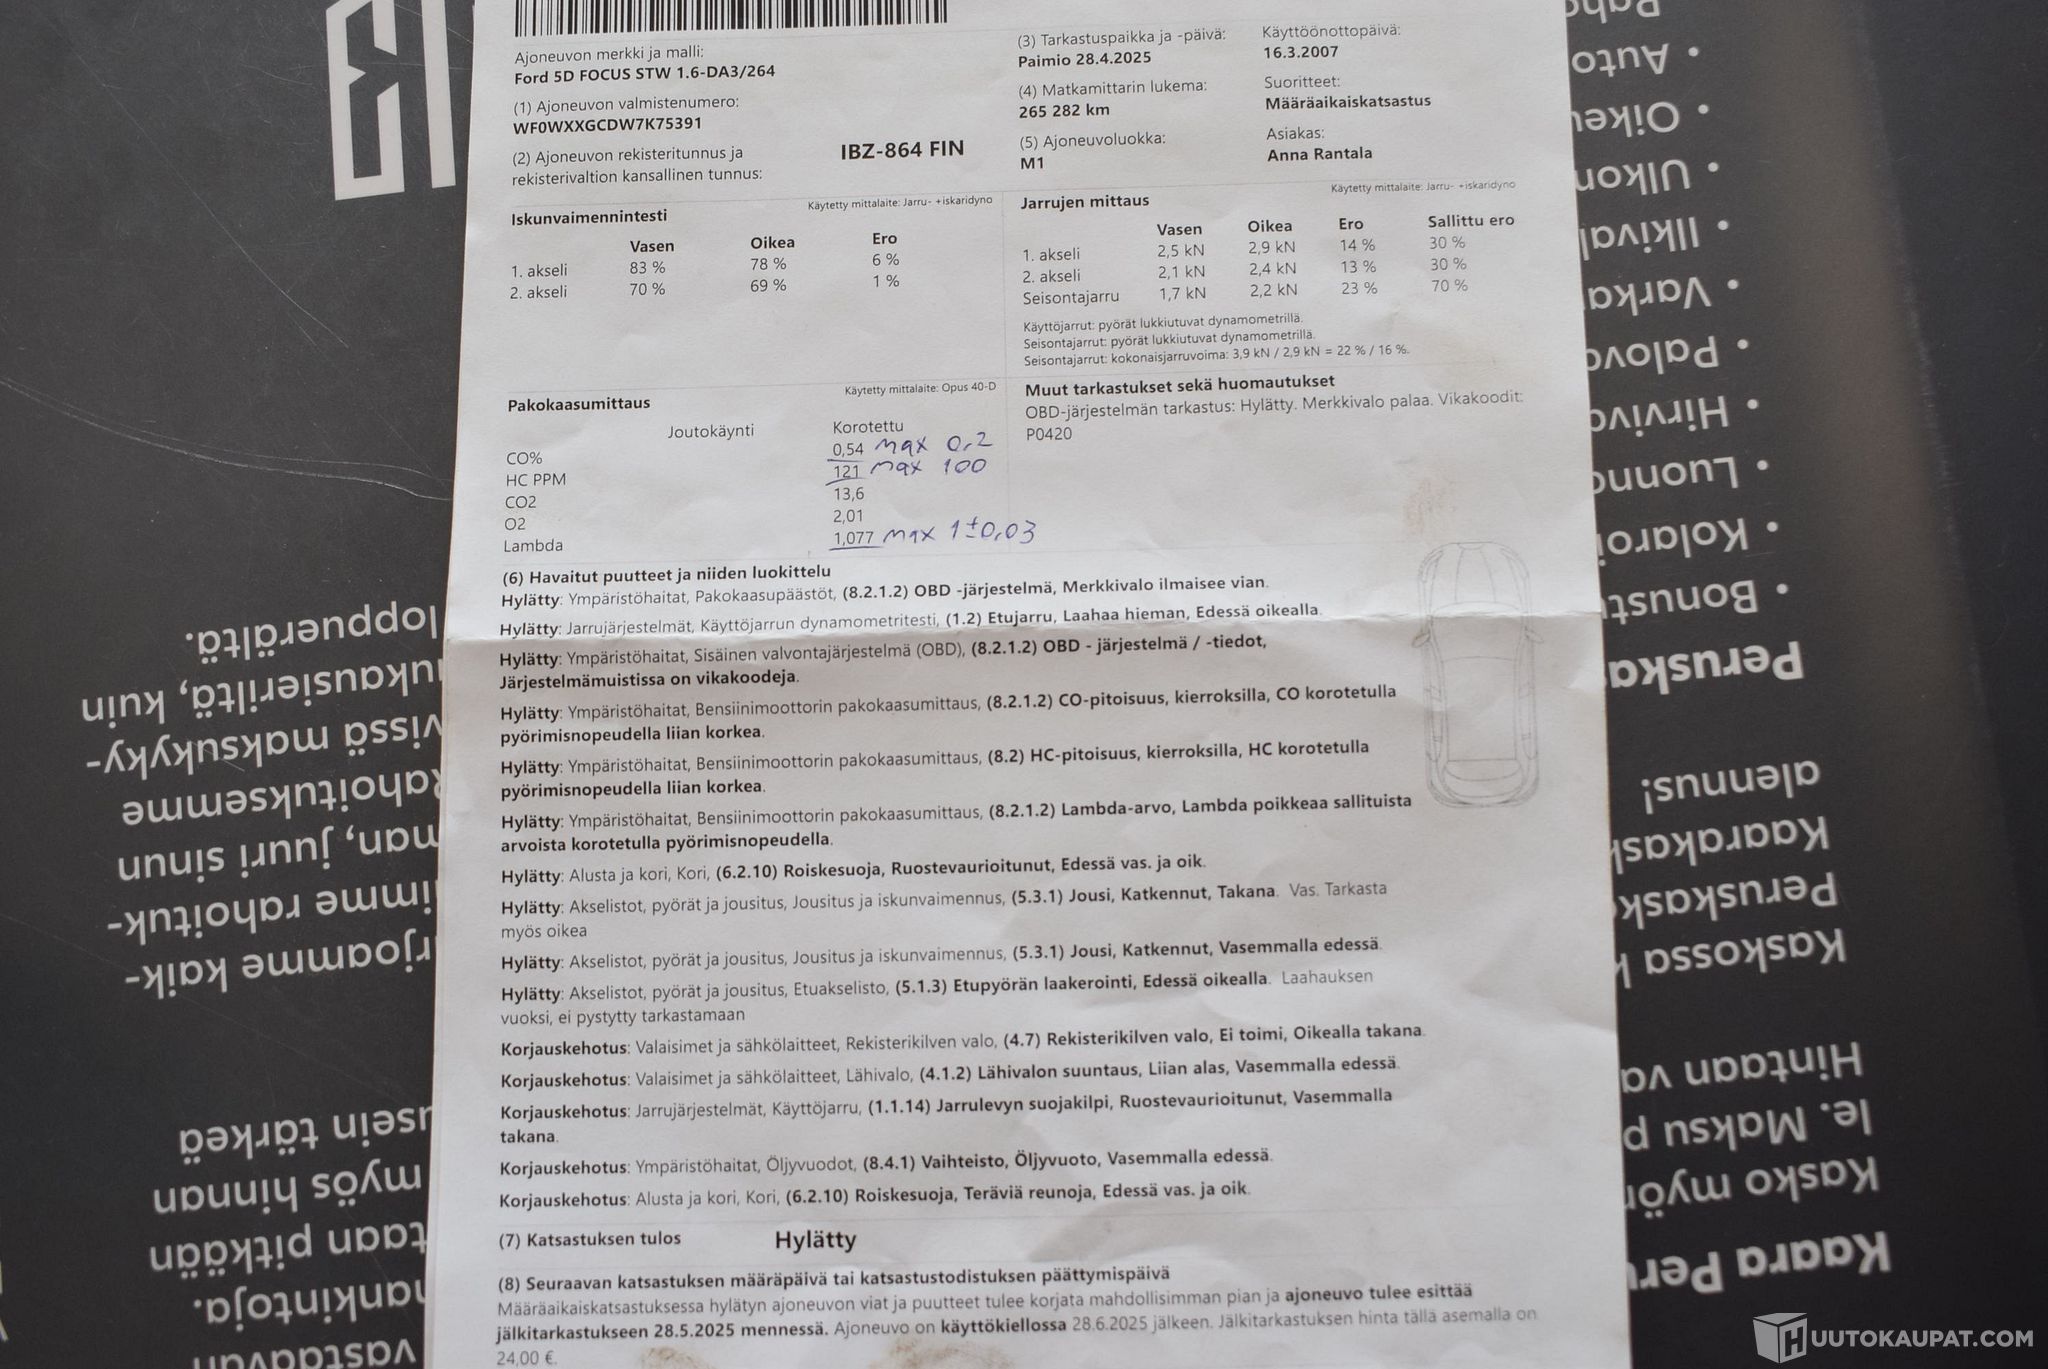 Ajoneuvon merkki ja malli:
Ford 5D FOCUS STW 1.6-DA3/264
(1) Ajoneuvon valmistenumero:
WF0WXXGCDW7K75391
(2) Ajoneuvon rekisteritunnus ja
rekisterivaltion kansallinen tunnus:
IBZ-864 FIN
(3) Tarkastuspaikka ja -päivä:
Paimio 28.4.2025
(4) Matkamittarin lukema:
265 282 km
(5) Ajoneuvoluokka:
M1
Käyttöönottopäivä:
16.3.2007
Suoritteet:
Määräaikaiskatsastus
Asiakas:
Anna Rantala
Iskunvaimennintesti Käytetty mittalaite: Jarru- +iskaridyno
Vasen Oikea Ero
1. akseli 83 % 78 % 6 %
2. akseli 70 % 69 % 1 %
Jarrujen mittaus Käytetty mittalaite: Jarru- +iskaridyno
Vasen Oikea Ero Sallittu ero
1. akseli 2,5 kN 2,9 kN 14 % 30 %
2. akseli 2,1 kN 2,4 kN 13 % 30 %
Seisontajarru 1,7 kN 2,2 kN 23 % 70 %
Käyttöjarrut: pyörät lukkiutuvat dynamometrillä.
Seisontajarrut: pyörät lukkiutuvat dynamometrillä.
Seisontajarrut: kokonaisjarruvoima: 3,9 kN / 2,9 kN = 22 % / 16 %.
Pakokaasumittaus Käytetty mittalaite: Opus 40-D
Joutokäynti Korotettu
CO% 0,54 max 0,2
HC PPM 121 max 100
CO2 13,6
O2 2,01
Lambda 1,077 max 1±0,03
Muut tarkastukset sekä huomautukset
OBD-järjestelmän tarkastus: Hylätty. Merkkivalo palaa. Vikakoodit:
P0420
(6) Havaitut puutteet ja niiden luokittelu
Hylätty: Ympäristöhaitat, Pakokaasupäästöt, (8.2.1.2) OBD -järjestelmä, Merkkivalo ilmaisee vian.
Hylätty: Jarrujärjestelmät, Käyttöjarrun dynamometritesti, (1.2) Etujarru, Laahaa hieman, Edessä oikealla.
Hylätty: Ympäristöhaitat, Sisäinen valvontajärjestelmä (OBD), (8.2.1.2) OBD - järjestelmä / -tiedot,
Järjestelmämuistissa on vikakoodeja.
Hylätty: Ympäristöhaitat, Bensiinimoottorin pakokaasumittaus, (8.2.1.2) CO-pitoisuus, kierroksilla, CO korotetulla
pyörimisnopeudella liian korkea.
Hylätty: Ympäristöhaitat, Bensiinimoottorin pakokaasumittaus, (8.2) HC-pitoisuus, kierroksilla, HC korotetulla
pyörimisnopeudella liian korkea.
Hylätty: Ympäristöhaitat, Bensiinimoottorin pakokaasumittaus, (8.2.1.2) Lambda-arvo, Lambda poikkeaa sallituista
arvoista korotetulla pyörimisnopeudella.
Hylätty: Alusta ja kori, Kori, (6.2.10) Roiskesuoja, Ruostevaurioitunut, Edessä vas. ja oik.
Hylätty: Akselistot, pyörät ja jousitus, Jousitus ja iskunvaimennus, (5.3.1) Jousi, Katkennut, Takana. Vas. Tarkasta
myös oikea
Hylätty: Akselistot, pyörät ja jousitus, Jousitus ja iskunvaimennus, (5.3.1) Jousi, Katkennut, Vasemmalla edessä.
Hylätty: Akselistot, pyörät ja jousitus, Etuakselisto, (5.1.3) Etupyörän laakerointi, Edessä oikealla. Laahauksen
vuoksi, ei pystytty tarkastamaan
Korjauskehotus: Valaisimet ja sähkölaitteet, Rekisterikilven valo, (4.7) Rekisterikilven valo, Ei toimi, Oikealla takana.
Korjauskehotus: Valaisimet ja sähkölaitteet, Lähivalo, (4.1.2) Lähivalon suuntaus, Liian alas, Vasemmalla edessä.
Korjauskehotus: Jarrujärjestelmät, Käyttöjarru, (1.1.14) Jarrulevyn suojakilpi, Ruostevaurioitunut, Vasemmalla
takana.
Korjauskehotus: Ympäristöhaitat, Öljyvuodot, (8.4.1) Vaihteisto, Öljyvuoto, Vasemmalla edessä.
Korjauskehotus: Alusta ja kori, Kori, (6.2.10) Roiskesuoja, Teräviä reunoja, Edessä vas. ja oik.
(7) Katsastuksen tulos Hylätty
(8) Seuraavan katsastuksen määräpäivä tai katsastustodistuksen päättymispäivä
Määräaikaiskatsastuksessa hylätyn ajoneuvon viat ja puutteet tulee korjata mahdollisimman pian ja ajoneuvo tulee esittää
jälkitarkastukseen 28.5.2025 mennessä. Ajoneuvo on käyttökiellossa 28.6.2025 jälkeen. Jälkitarkastuksen hinta tällä asemalla on
24,00 €.
Kaara
Kasko
le. Maksu
Hintaan
Kaskossa
alennus!
• Auto
HUUTOKAUPAT.COM
loppuerältä.
kuin
vissä maksuky-
juuri sinun
rahoituk-
kaik-
tärkeä
myös hinnan
pitkään